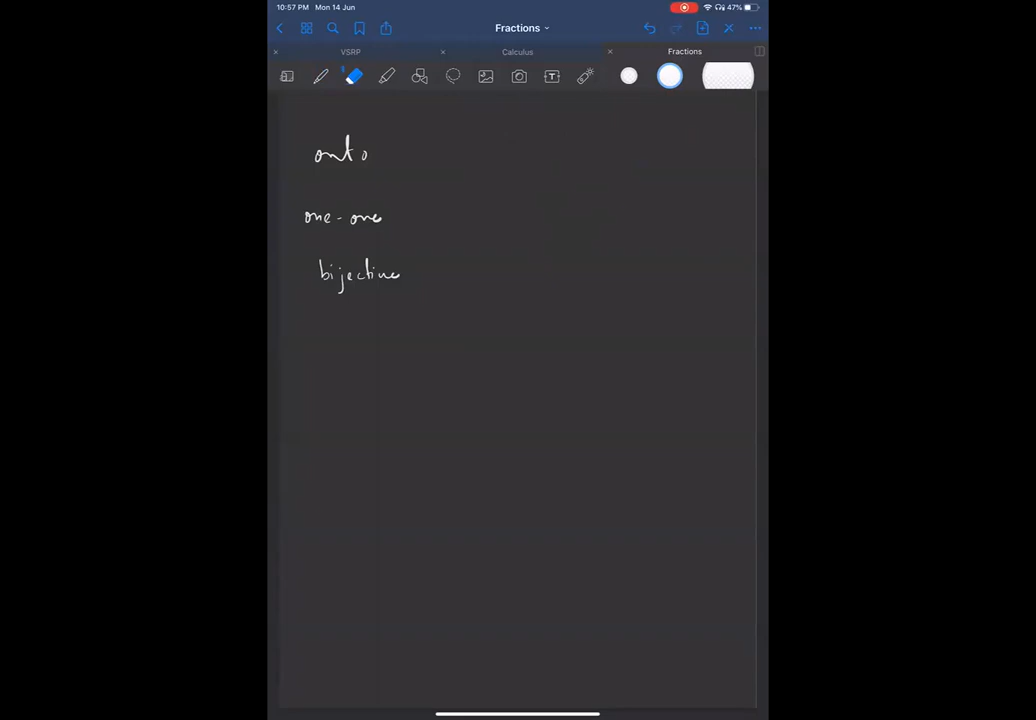 10:57 PM Mon 14 Jun 47%
Fractions
VSRP Calculus Fractions
onto
one-one
bijective